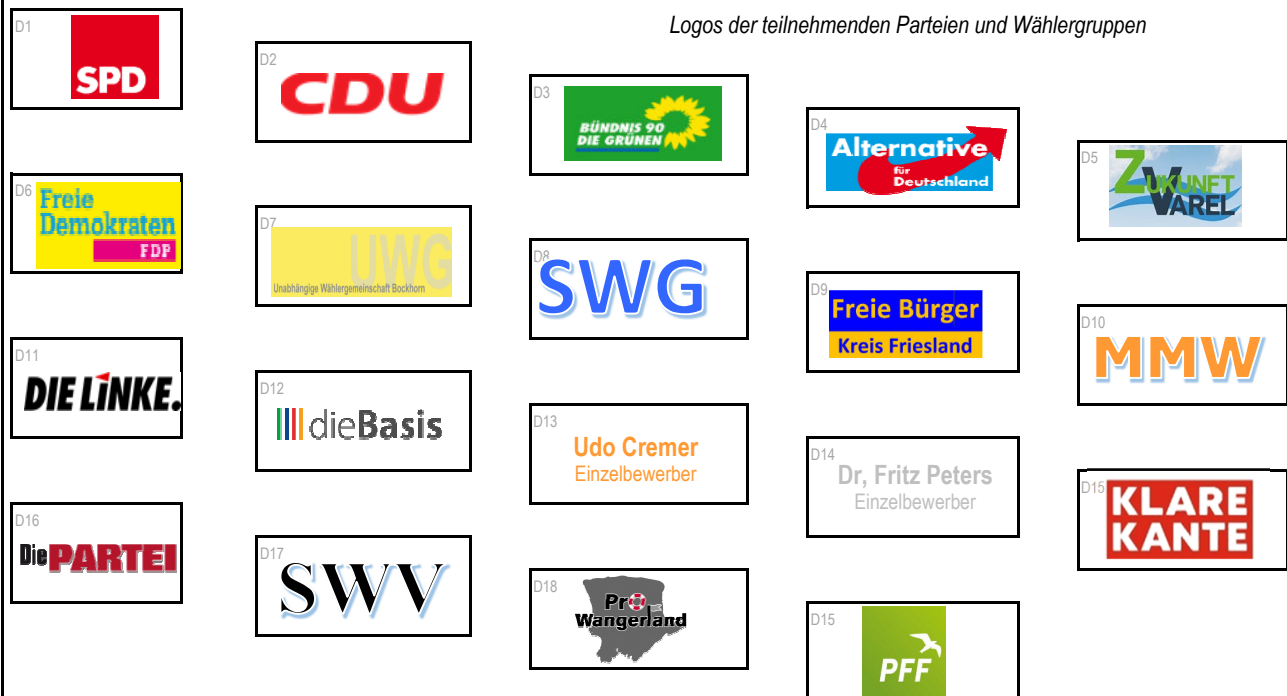 Logos der teilnehmenden Parteien und Wählergruppen
D1
SPD
D2
CDU
D3
BÜNDNIS 90
DIE GRÜNEN
D4
Alternative
für
Deutschland
D5
ZUKUNFT
VAREL
D6
Freie
Demokraten
FDP
D7
UWG
Unabhängige Wählergemeinschaft Bockhorn
D8
SWG
D9
Freie Bürger
Kreis Friesland
D10
MMW
D11
DIE LINKE.
D12
dieBasis
D13
Udo Cremer
Einzelbewerber
D14
Dr, Fritz Peters
Einzelbewerber
D15
KLARE
KANTE
D16
Die PARTEI
D17
SWV
D18
Pro
Wangerland
D15
PFF